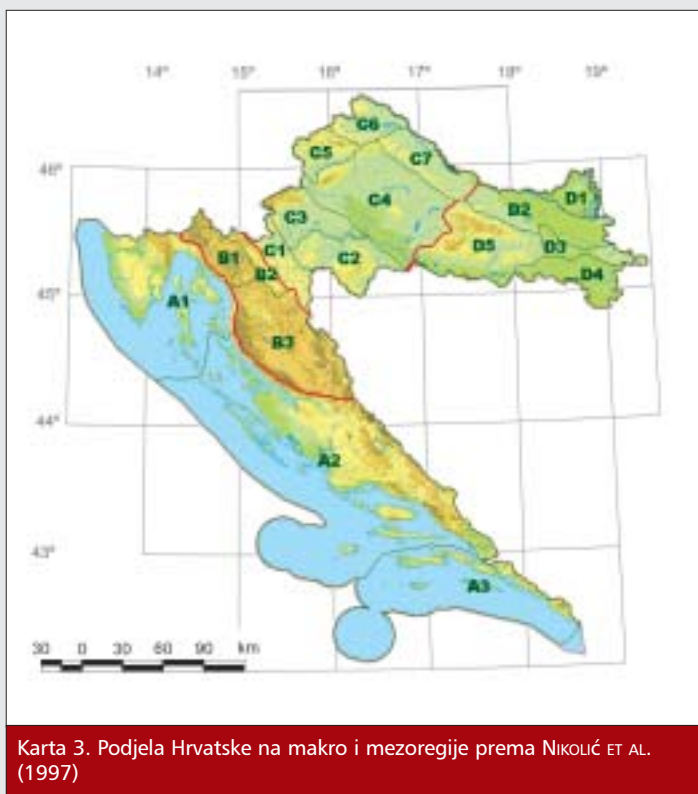 14° 15° 16° 17° 18° 19°
C6
C5
C7
46°
D1
C4
B2
C3
D5
D3
C1
B1
C2
B2
D4
45°
A1
B3
44°
A2
43°
A3
30 0 30 60 90 km
Karta 3. Podjela Hrvatske na makro i mezoregije prema NIKOLIĆ ET AL.
(1997)